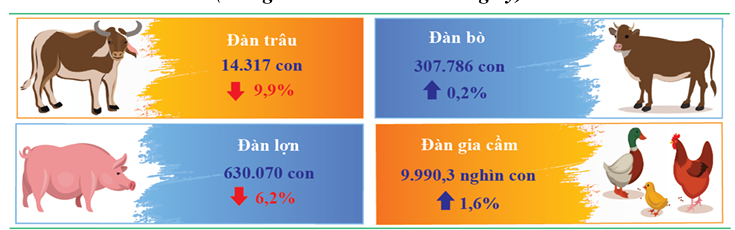 Đàn trâu
14.317 con
9,9%
Đàn bò
307.786 con
0,2%
Đàn lợn
630.070 con
6,2%
Đàn gia cầm
9.990,3 nghìn con
1,6%